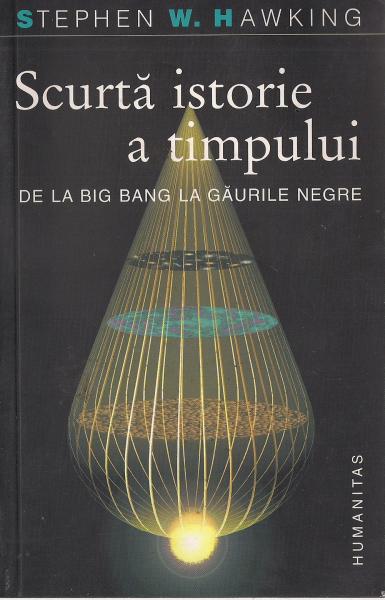 STEPHEN W. HAWKING
Scurtă istorie
a timpului
DE LA BIG BANG LA GĂURILE NEGRE
HUMANITAS